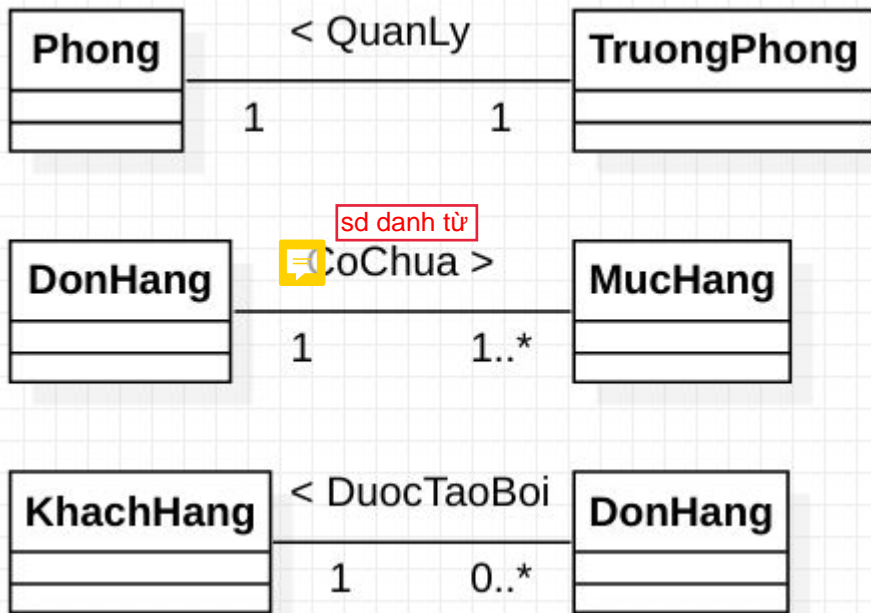 Phong
< QuanLy
TruongPhong
1
1
sd danh từ
DonHang
CoChua >
MucHang
1
1..*
KhachHang
< DuocTaoBoi
DonHang
1
0..*